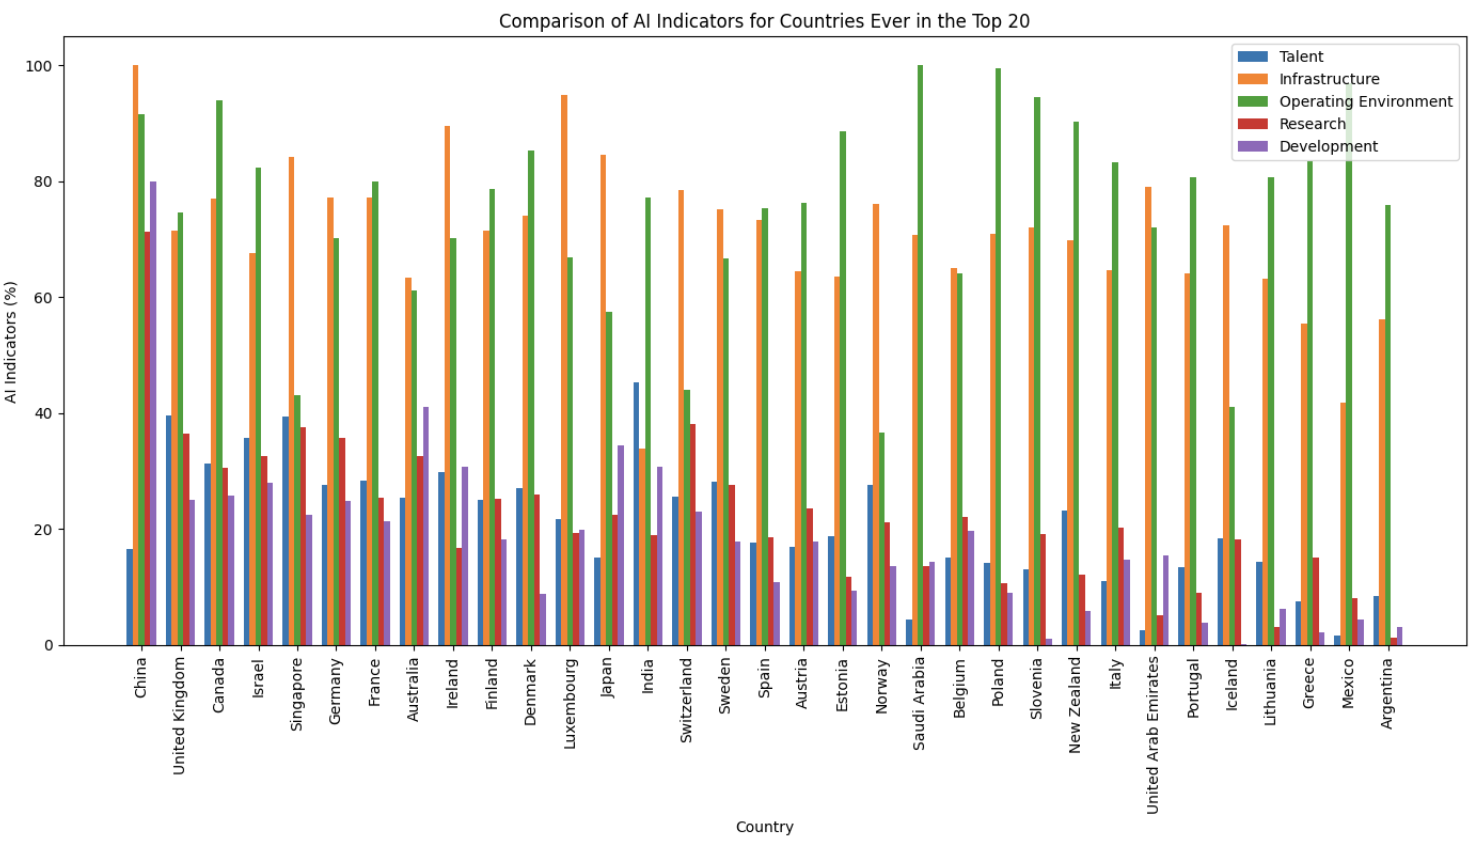 Comparison of AI Indicators for Countries Ever in the Top 20
Talent
Infrastructure
Operating Environment
Research
Development
AI Indicators (%)
100
80
60
40
20
0
China
United Kingdom
Canada
Israel
Singapore
Germany
France
Australia
Ireland
Finland
Denmark
Luxembourg
Japan
India
Switzerland
Sweden
Spain
Austria
Estonia
Norway
Saudi Arabia
Belgium
Poland
Slovenia
New Zealand
Italy
United Arab Emirates
Portugal
Iceland
Lithuania
Greece
Mexico
Argentina
Country